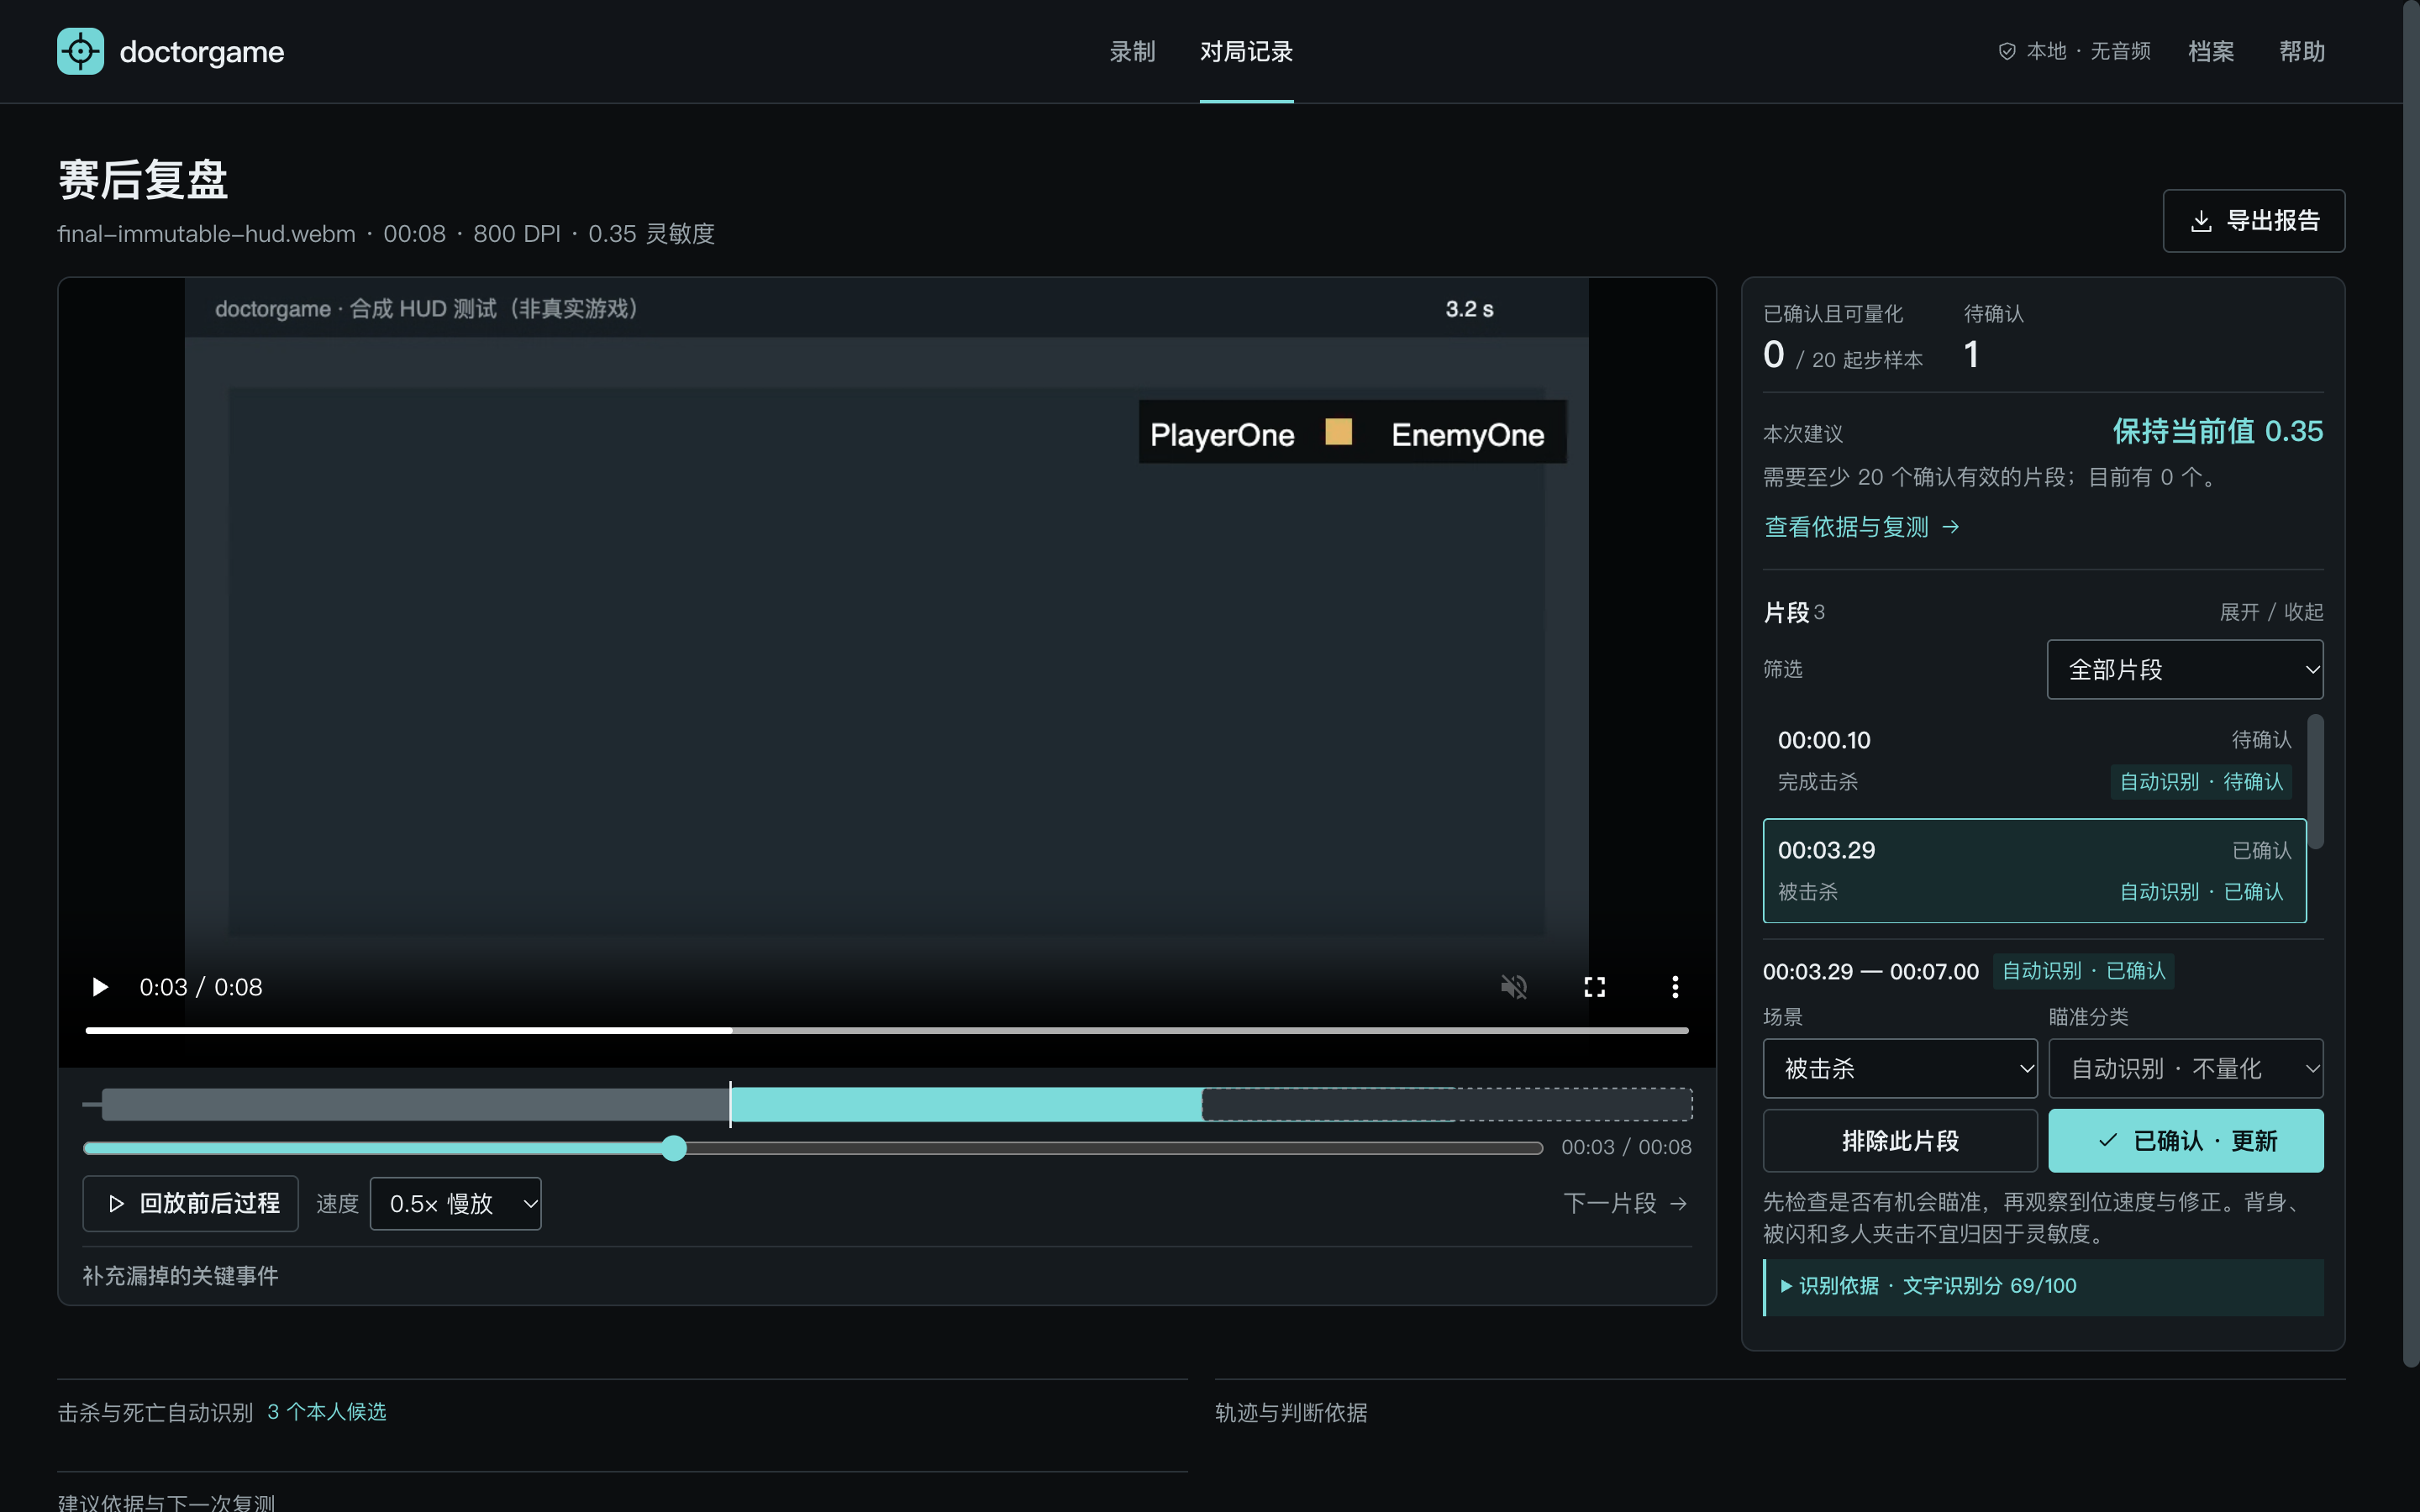 doctorgame
录制
对局记录
本地 · 无音频
档案
帮助
赛后复盘
final-immutable-hud.webm · 00:08 · 800 DPI · 0.35 灵敏度
导出报告
doctorgame · 合成 HUD 测试（非真实游戏）
3.2 s
PlayerOne
EnemyOne
0:03 / 0:08
00:03 / 00:08
回放前后过程
速度
0.5× 慢放
下一片段 →
补充漏掉的关键事件
已确认且可量化
待确认
0 / 20 起步样本
1
本次建议
保持当前值 0.35
需要至少 20 个确认有效的片段；目前有 0 个。
查看依据与复测 →
片段 3
展开 / 收起
筛选
全部片段
00:00.10
待确认
完成击杀
自动识别 · 待确认
00:03.29
已确认
被击杀
自动识别 · 已确认
00:03.29 — 00:07.00
自动识别 · 已确认
场景
瞄准分类
被击杀
自动识别 · 不量化
排除此片段
已确认 · 更新
先检查是否有机会瞄准，再观察到位速度与修正。背身、
被闪和多人夹击不宜归因于灵敏度。
识别依据 · 文字识别分 69/100
击杀与死亡自动识别
3 个本人候选
轨迹与判断依据
建议依据与下一次复测